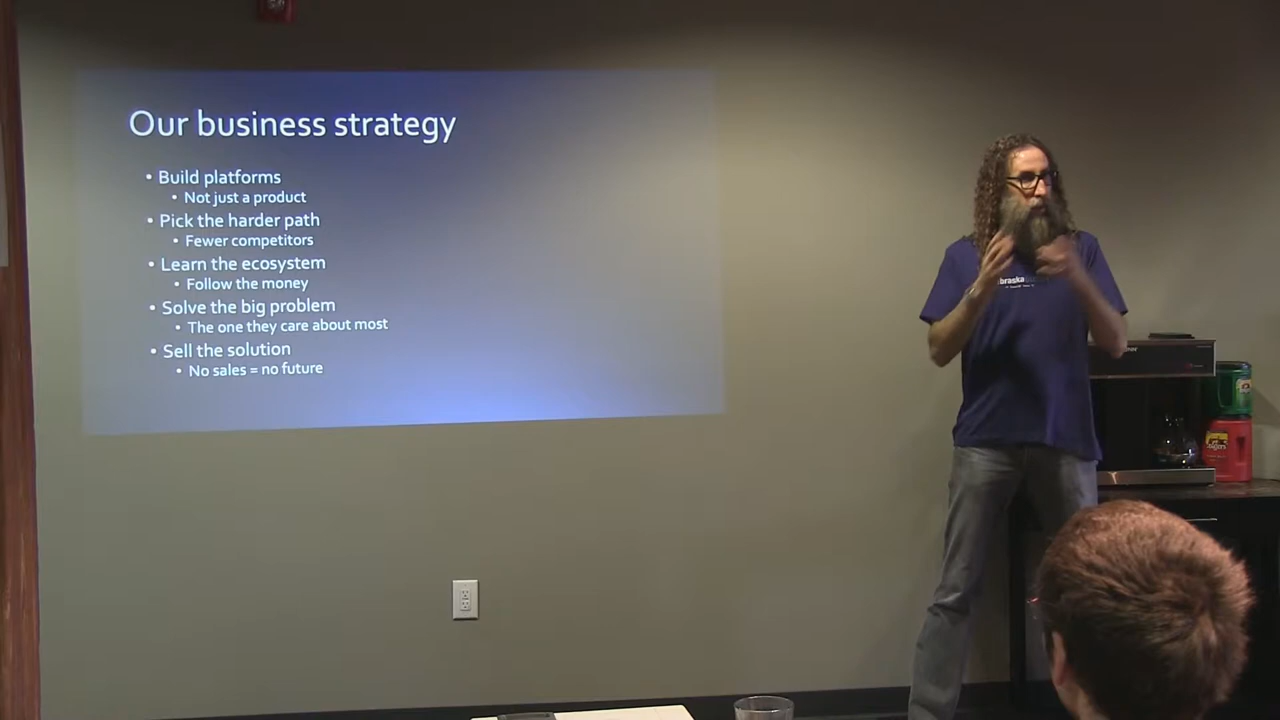 Our business strategy
• Build platforms
• Not just a product
• Pick the harder path
• Fewer competitors
• Learn the ecosystem
• Follow the money
• Solve the big problem
• The one they care about most
• Sell the solution
• No sales = no future
braska